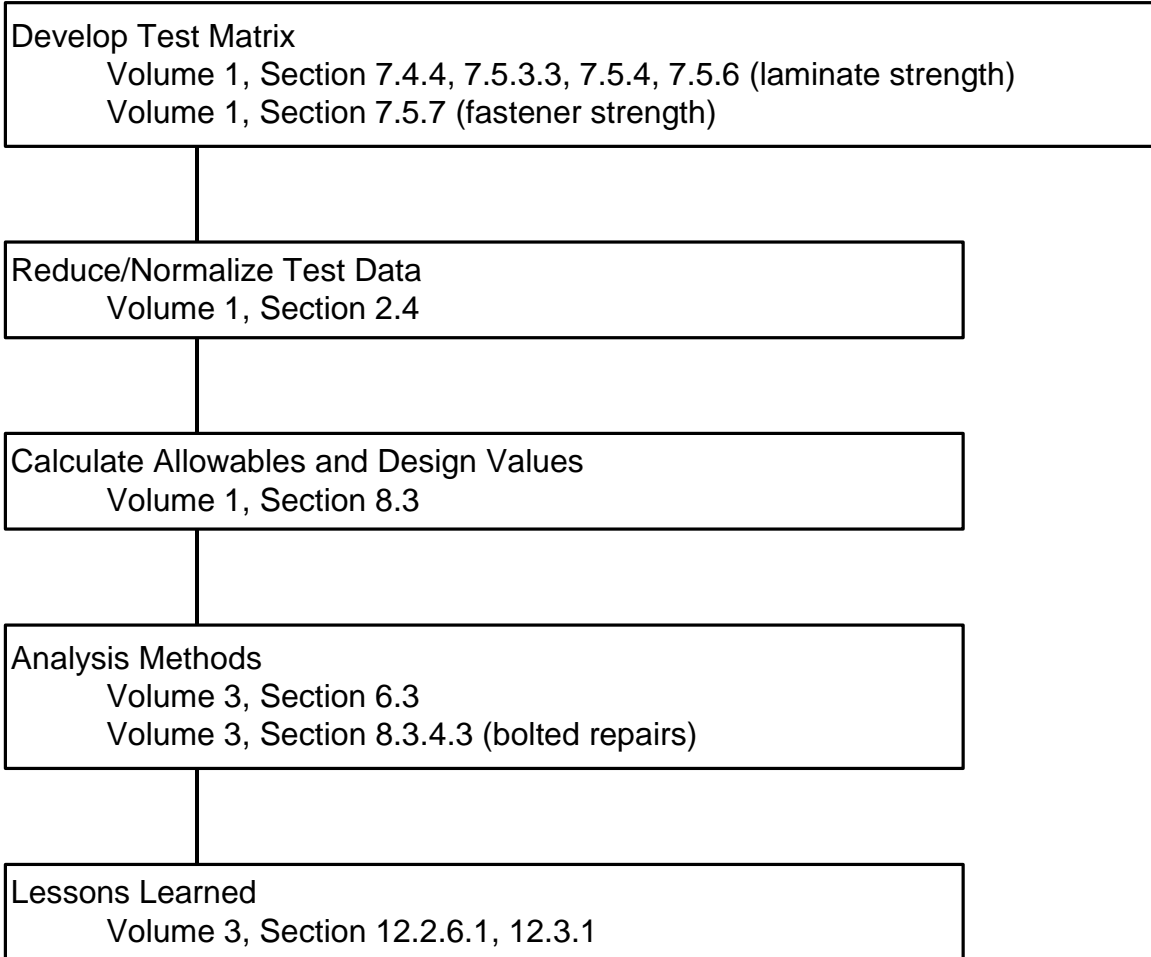 Develop Test Matrix
Volume 1, Section 7.4.4, 7.5.3.3, 7.5.4, 7.5.6 (laminate strength)
Volume 1, Section 7.5.7 (fastener strength)
Reduce/Normalize Test Data
Volume 1, Section 2.4
Calculate Allowables and Design Values
Volume 1, Section 8.3
Analysis Methods
Volume 3, Section 6.3
Volume 3, Section 8.3.4.3 (bolted repairs)
Lessons Learned
Volume 3, Section 12.2.6.1, 12.3.1